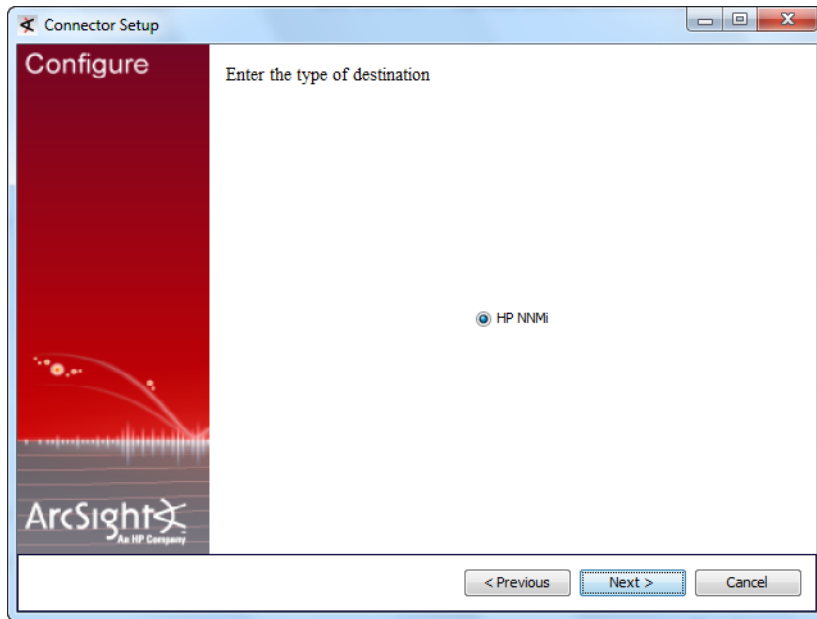 Connector Setup
Configure
Enter the type of destination
HP NNMi
ArcSight
An HP Company
< Previous
Next >
Cancel